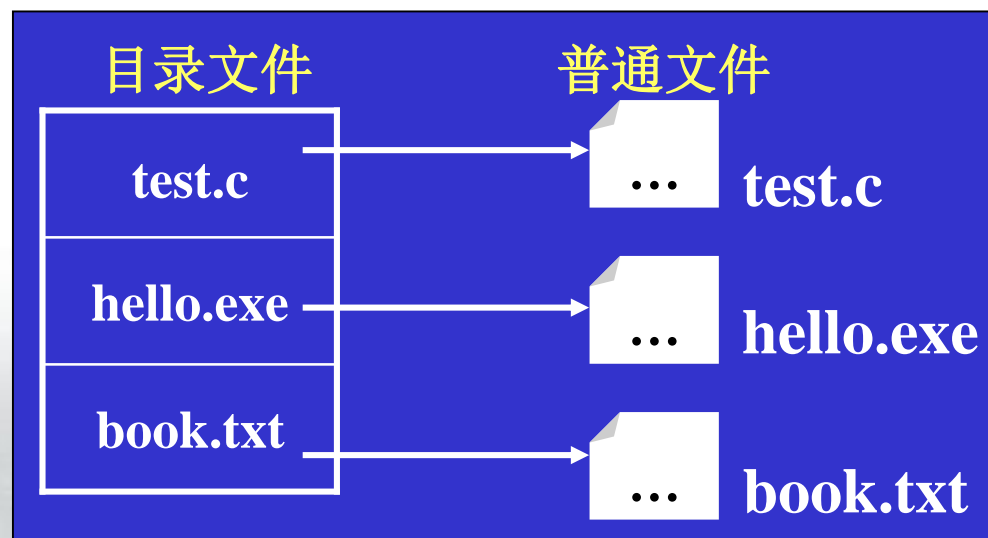 目录文件
普通文件
test.c
... test.c
hello.exe
... hello.exe
book.txt
... book.txt